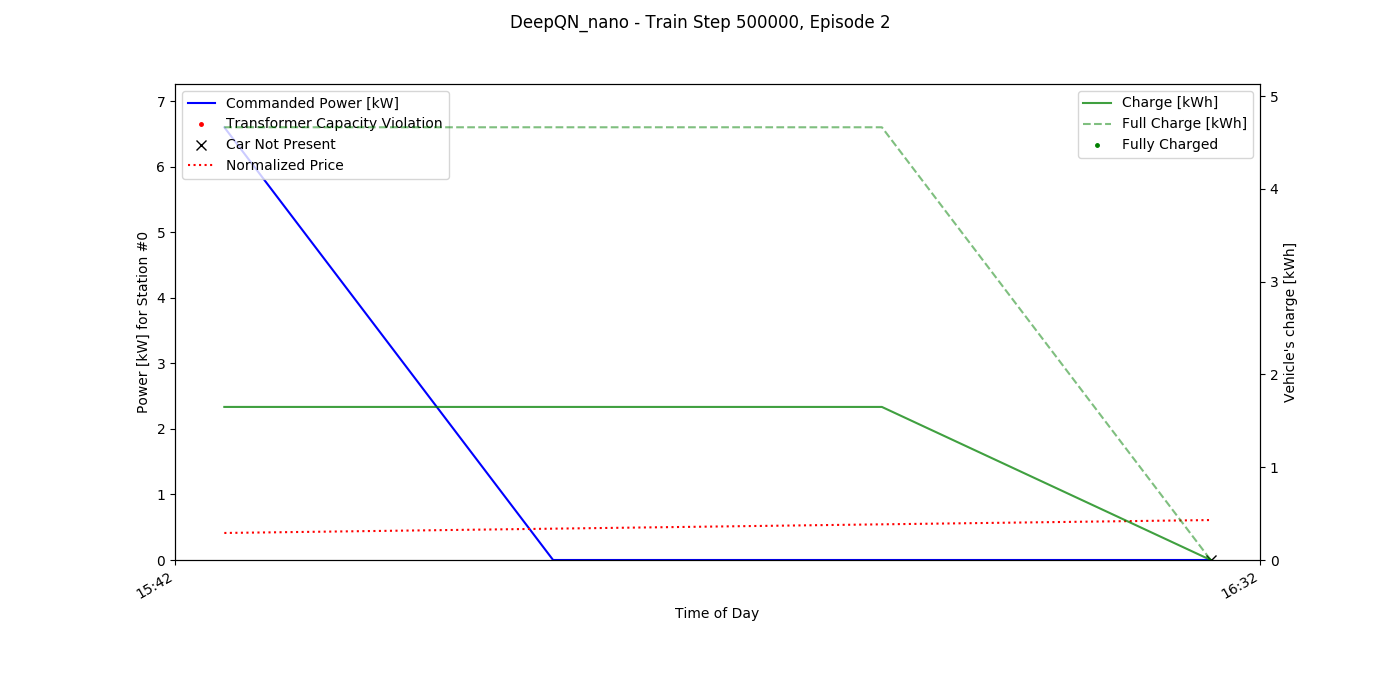 DeepQN_nano - Train Step 500000, Episode 2
Commanded Power [kW]
Transformer Capacity Violation
Car Not Present
Normalized Price
Charge [kWh]
Full Charge [kWh]
Fully Charged
Power [kW] for Station #0
7
6
5
4
3
2
1
0
5
4
3
2
1
0
Vehicle's charge [kWh]
15:42
16:32
Time of Day